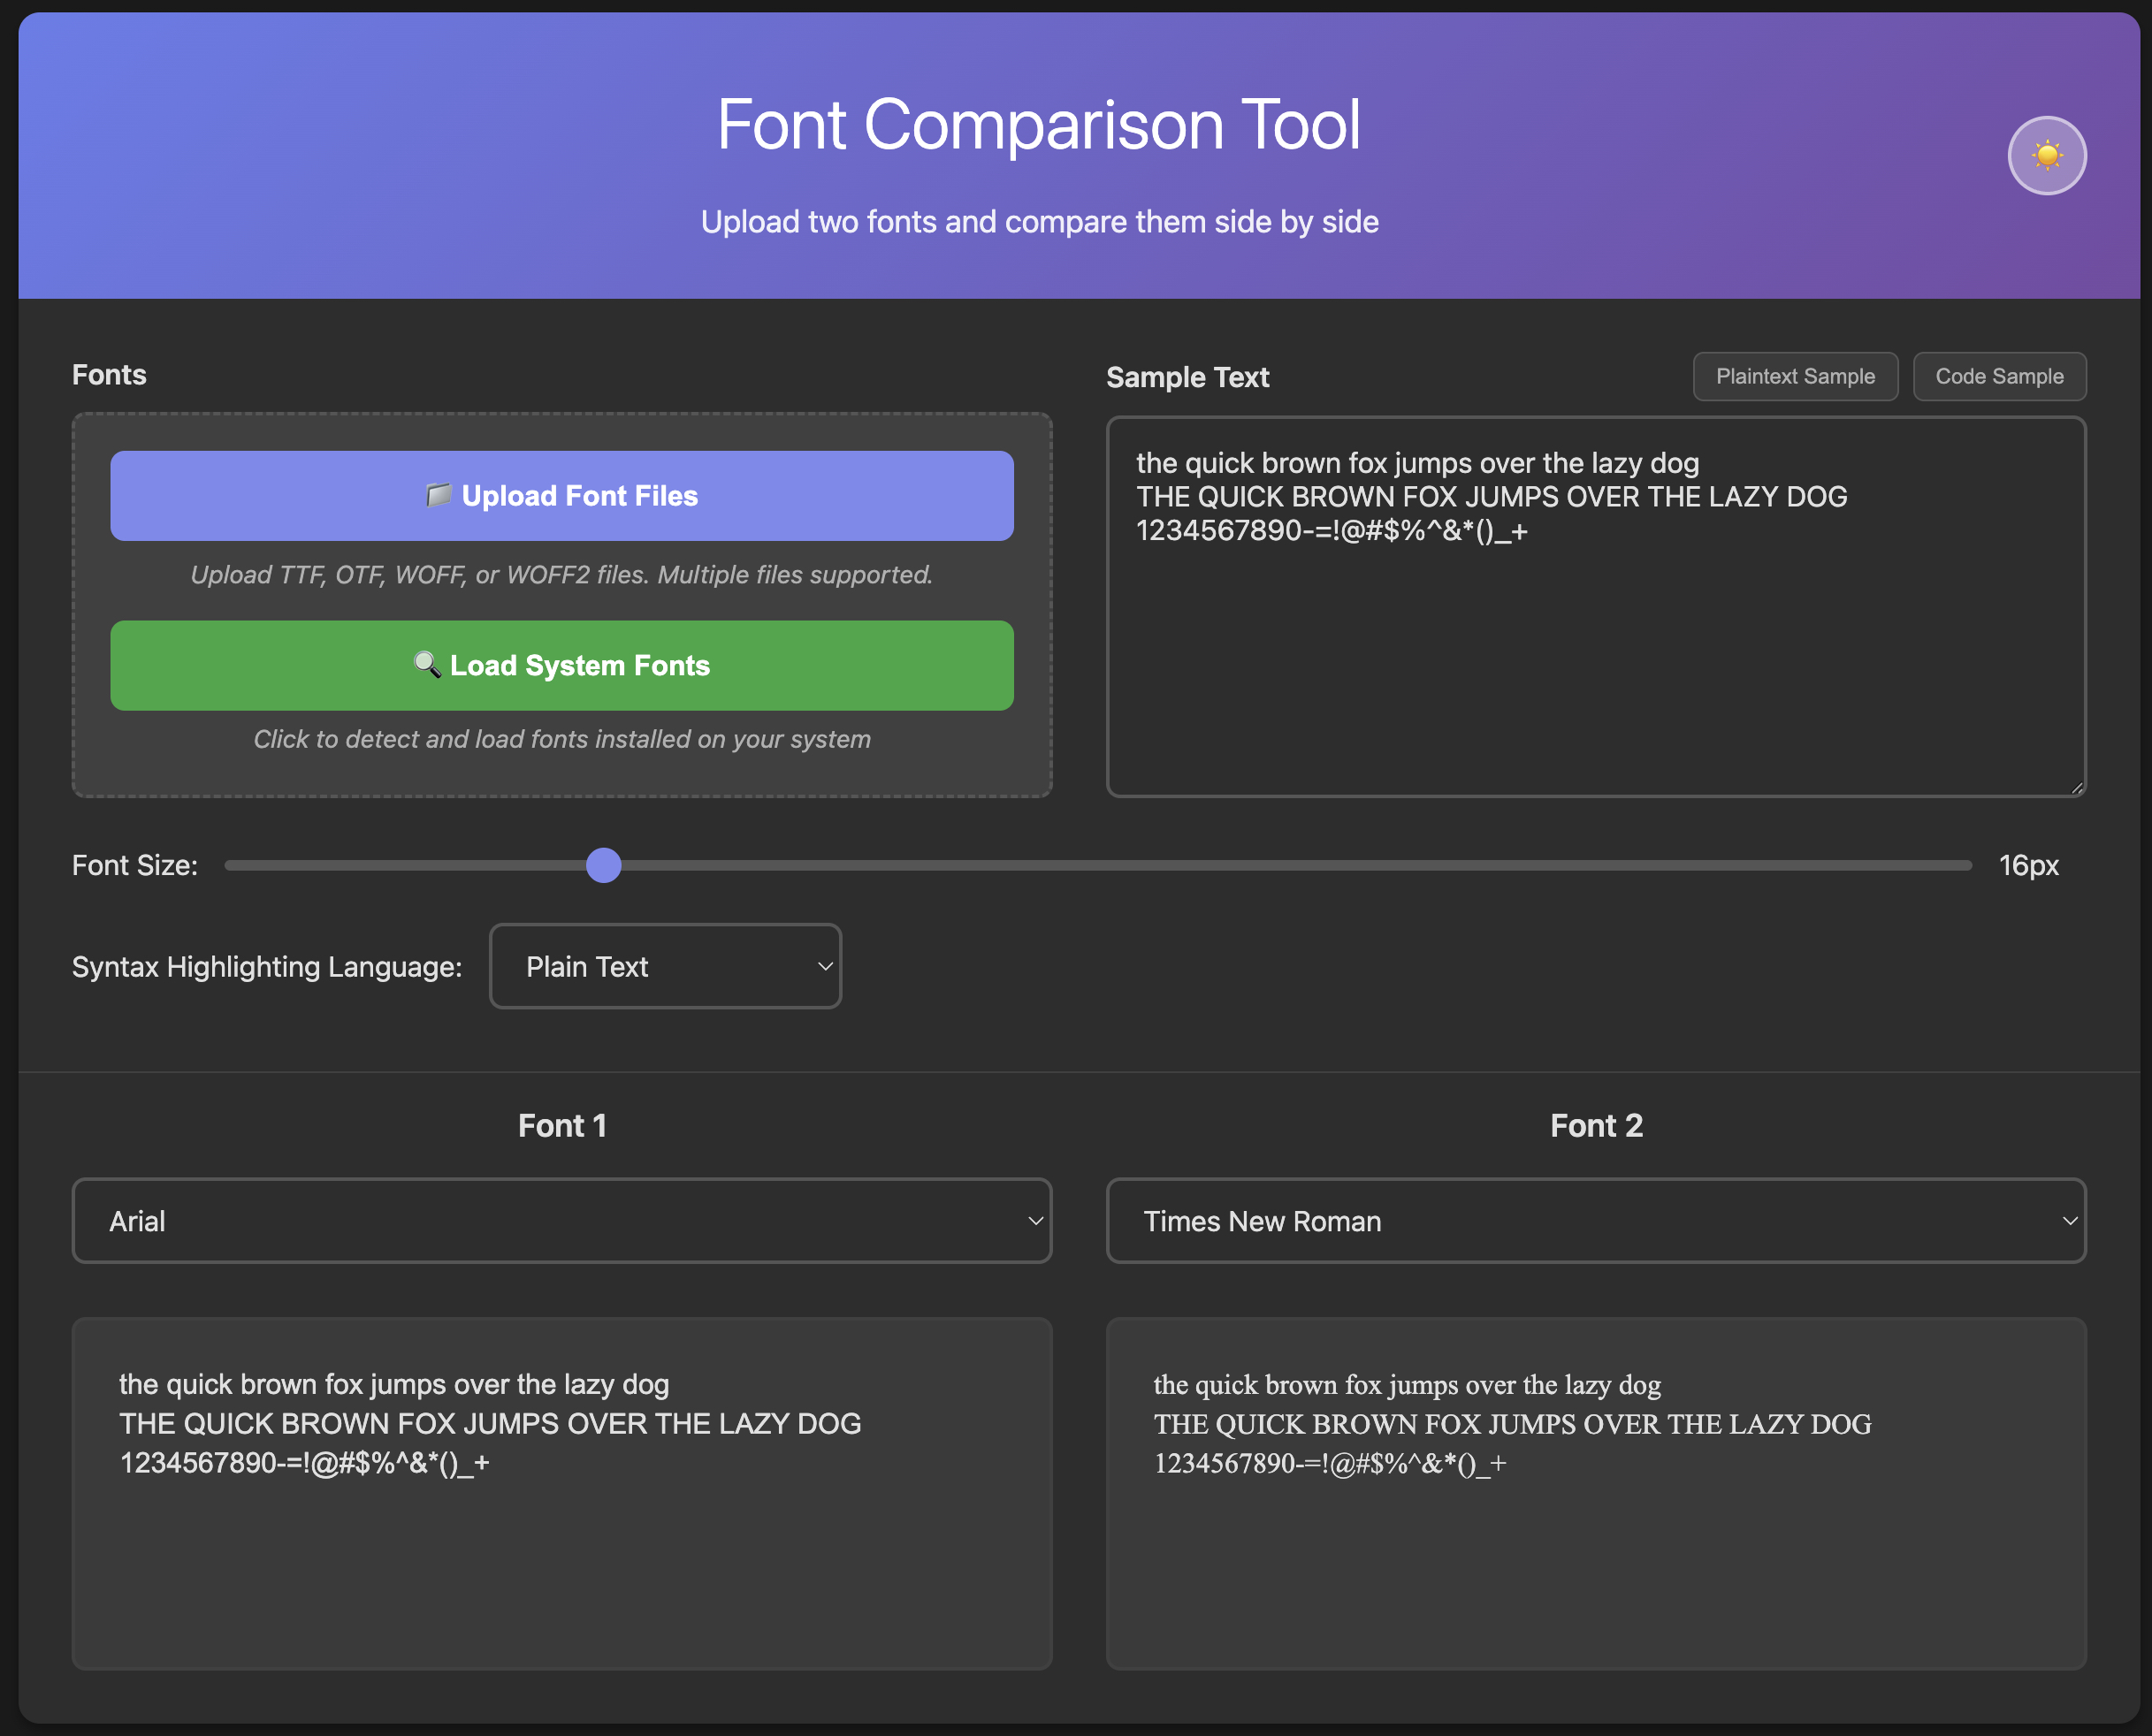 Font Comparison Tool
Upload two fonts and compare them side by side
Fonts
📁 Upload Font Files
Upload TTF, OTF, WOFF, or WOFF2 files. Multiple files supported.
🔍 Load System Fonts
Click to detect and load fonts installed on your system
Sample Text
Plaintext Sample
Code Sample
the quick brown fox jumps over the lazy dog
THE QUICK BROWN FOX JUMPS OVER THE LAZY DOG
1234567890-=!@#$%^&*()_+
Font Size:
16px
Syntax Highlighting Language:
Plain Text
Font 1
Arial
the quick brown fox jumps over the lazy dog
THE QUICK BROWN FOX JUMPS OVER THE LAZY DOG
1234567890-=!@#$%^&*()_+
Font 2
Times New Roman
the quick brown fox jumps over the lazy dog
THE QUICK BROWN FOX JUMPS OVER THE LAZY DOG
1234567890-=!@#$%^&*()_+